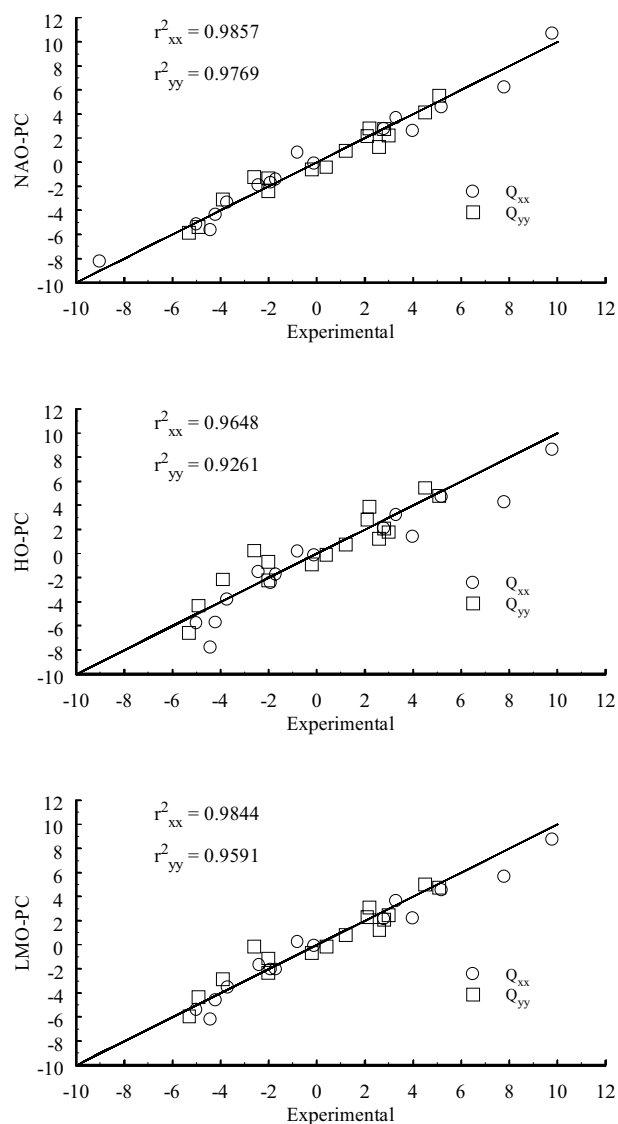 12
10
8
6
4
2
0
-2
-4
-6
-8
-10
NAO-PC
r²xx = 0.9857
r²yy = 0.9769
Qxx
Qyy
-10 -8 -6 -4 -2 0 2 4 6 8 10 12
Experimental
12
10
8
6
4
2
0
-2
-4
-6
-8
-10
HO-PC
r²xx = 0.9648
r²yy = 0.9261
Qxx
Qyy
-10 -8 -6 -4 -2 0 2 4 6 8 10 12
Experimental
12
10
8
6
4
2
0
-2
-4
-6
-8
-10
LMO-PC
r²xx = 0.9844
r²yy = 0.9591
Qxx
Qyy
-10 -8 -6 -4 -2 0 2 4 6 8 10 12
Experimental